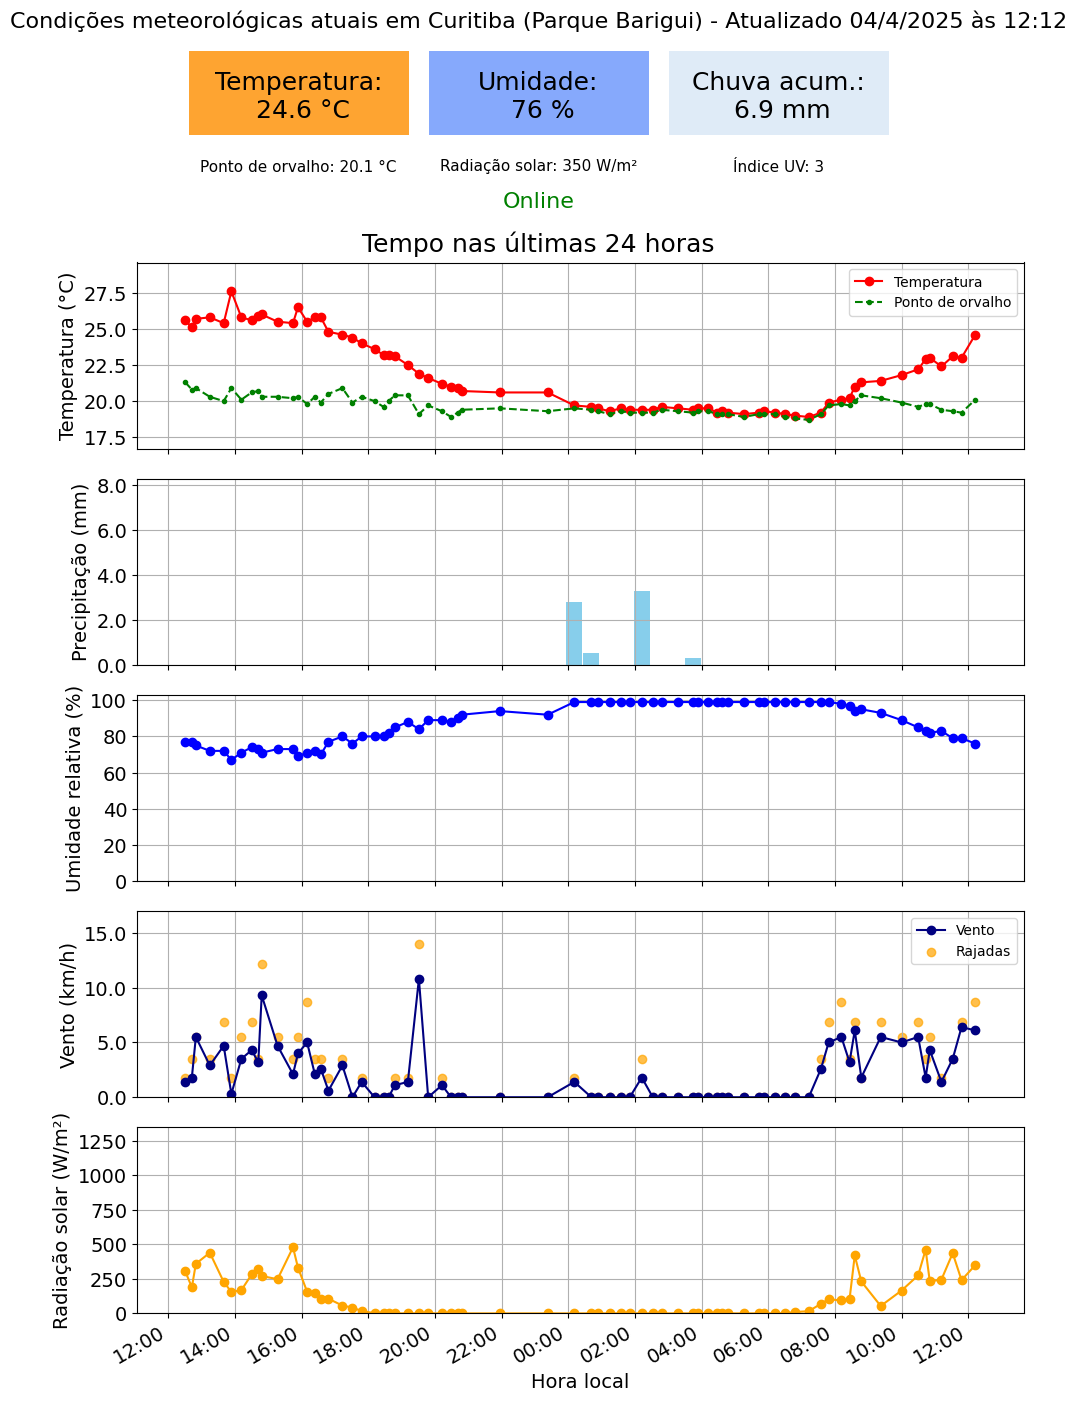 Condições meteorológicas atuais em Curitiba (Parque Barigui) - Atualizado 04/4/2025 às 12:12
Temperatura:
24.6 °C
Umidade:
76 %
Chuva acum.:
6.9 mm
Ponto de orvalho: 20.1 °C
Radiação solar: 350 W/m²
Índice UV: 3
Online
Tempo nas últimas 24 horas
Temperatura (°C)
27.5
25.0
22.5
20.0
17.5
Temperatura
Ponto de orvalho
Precipitação (mm)
8.0
6.0
4.0
2.0
0.0
Umidade relativa (%)
100
80
60
40
20
0
Vento (km/h)
15.0
10.0
5.0
0.0
Vento
Rajadas
Radiação solar (W/m²)
1250
1000
750
500
250
0
12:00
14:00
16:00
18:00
20:00
22:00
00:00
02:00
04:00
06:00
08:00
10:00
12:00
Hora local